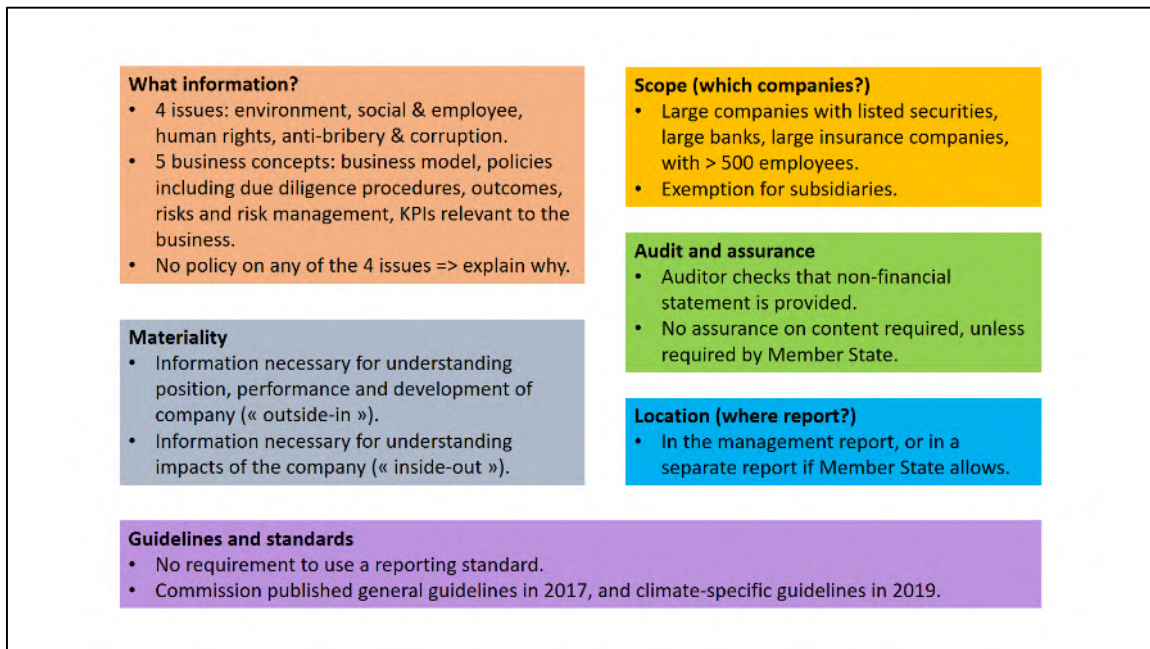 What information?
• 4 issues: environment, social & employee,
human rights, anti-bribery & corruption.
• 5 business concepts: business model, policies
including due diligence procedures, outcomes,
risks and risk management, KPIs relevant to the
business.
• No policy on any of the 4 issues => explain why.
Materiality
• Information necessary for understanding
position, performance and development of
company (« outside-in »).
• Information necessary for understanding
impacts of the company (« inside-out »).
Scope (which companies?)
• Large companies with listed securities,
large banks, large insurance companies,
with > 500 employees.
• Exemption for subsidiaries.
Audit and assurance
• Auditor checks that non-financial
statement is provided.
• No assurance on content required, unless
required by Member State.
Location (where report?)
• In the management report, or in a
separate report if Member State allows.
Guidelines and standards
• No requirement to use a reporting standard.
• Commission published general guidelines in 2017, and climate-specific guidelines in 2019.